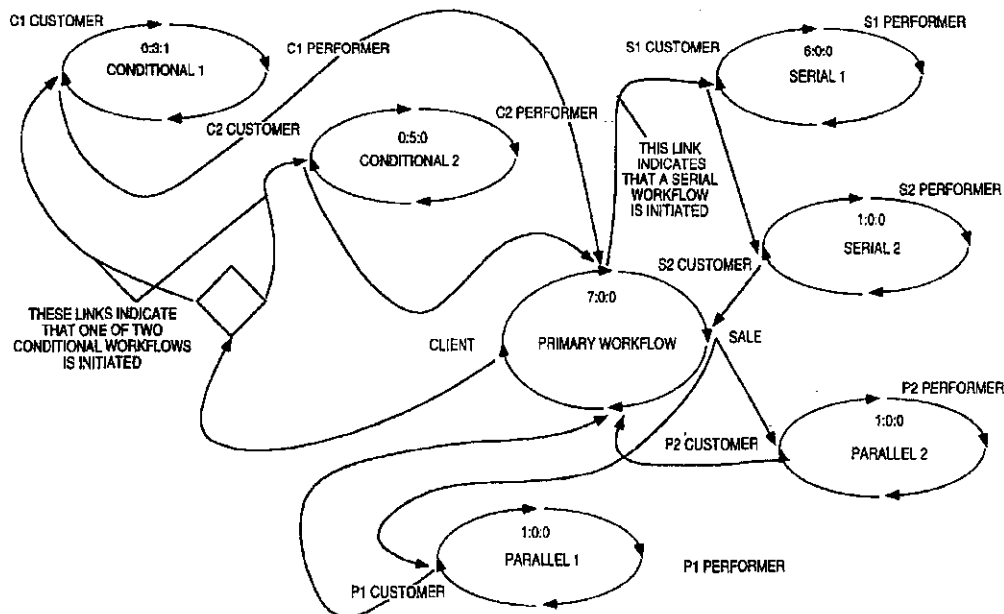 C1 CUSTOMER
0:3:1
CONDITIONAL 1
C1 PERFORMER
C2 CUSTOMER
0:5:0
CONDITIONAL 2
C2 PERFORMER
S1 CUSTOMER
S1 PERFORMER
6:0:0
SERIAL 1
THIS LINK
INDICATES
THAT A SERIAL
WORKFLOW
IS INITIATED
S2 PERFORMER
1:0:0
SERIAL 2
S2 CUSTOMER
THESE LINKS INDICATE
THAT ONE OF TWO
CONDITIONAL WORKFLOWS
IS INITIATED
CLIENT
7:0:0
PRIMARY WORKFLOW
SALE
P2 PERFORMER
P2 CUSTOMER
1:0:0
PARALLEL 2
1:0:0
PARALLEL 1
P1 CUSTOMER
P1 PERFORMER